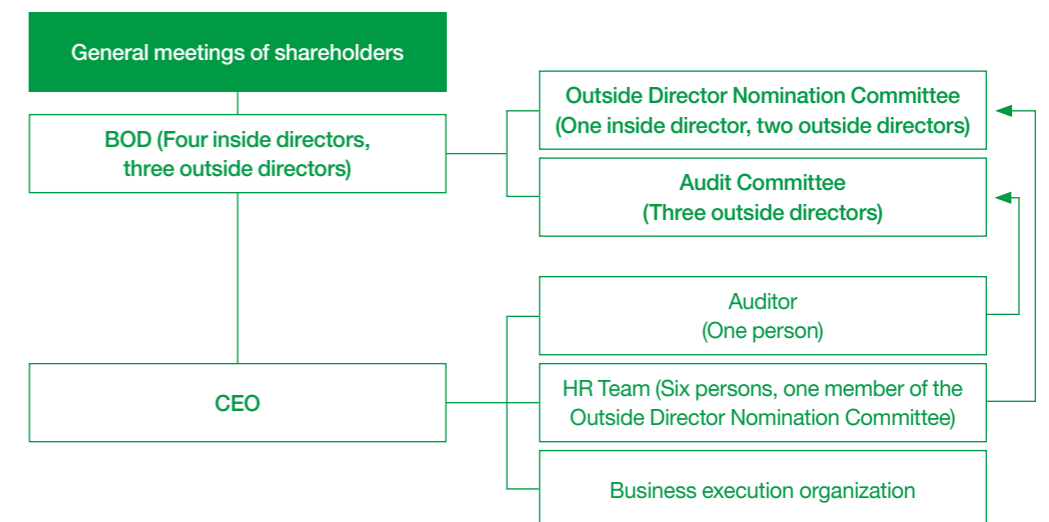 General meetings of shareholders
BOD (Four inside directors,
three outside directors)
Outside Director Nomination Committee
(One inside director, two outside directors)
Audit Committee
(Three outside directors)
Auditor
(One person)
CEO
HR Team (Six persons, one member of the
Outside Director Nomination Committee)
Business execution organization